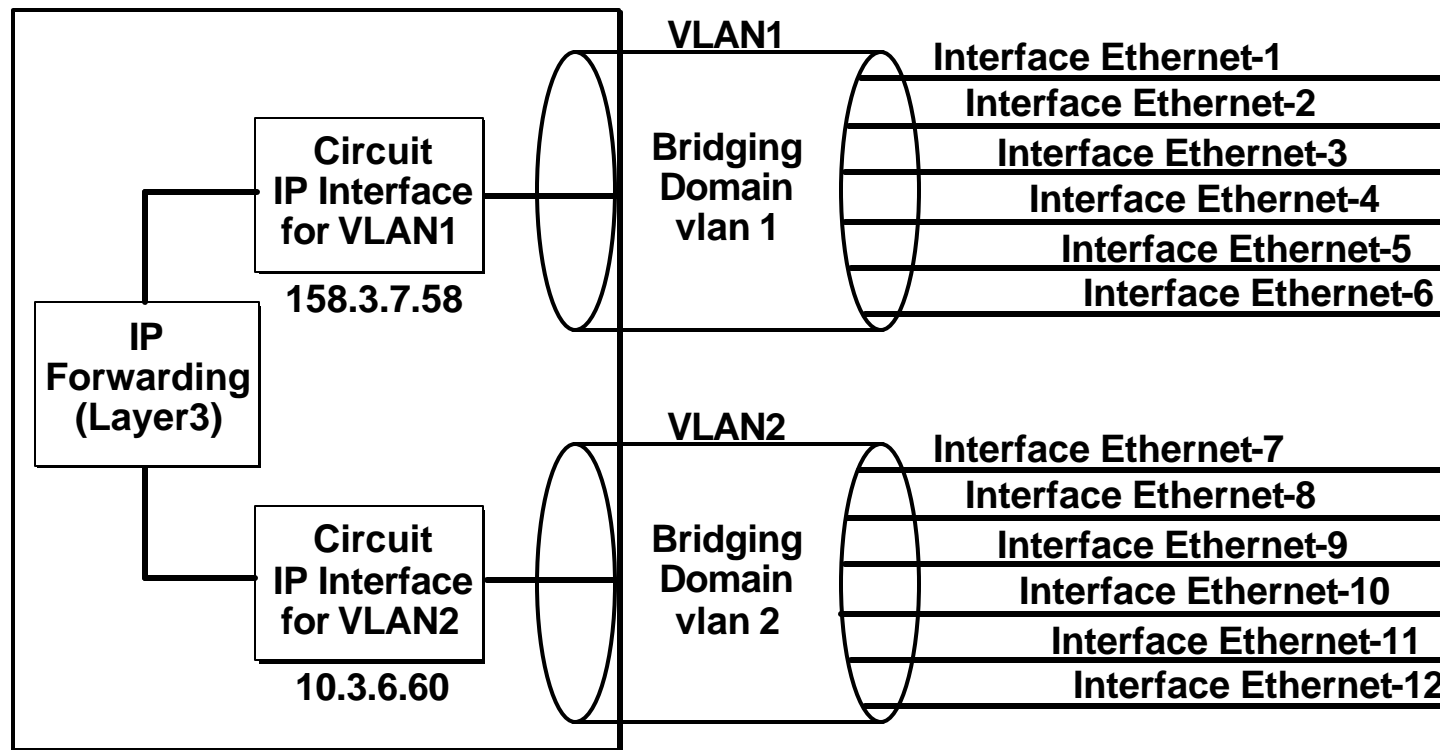 VLAN1
Interface Ethernet-1
Interface Ethernet-2
Interface Ethernet-3
Interface Ethernet-4
Interface Ethernet-5
Interface Ethernet-6
Circuit
IP Interface
for VLAN1
158.3.7.58
Bridging
Domain
vlan 1
IP
Forwarding
(Layer3)
VLAN2
Interface Ethernet-7
Interface Ethernet-8
Interface Ethernet-9
Interface Ethernet-10
Interface Ethernet-11
Interface Ethernet-12
Circuit
IP Interface
for VLAN2
10.3.6.60
Bridging
Domain
vlan 2